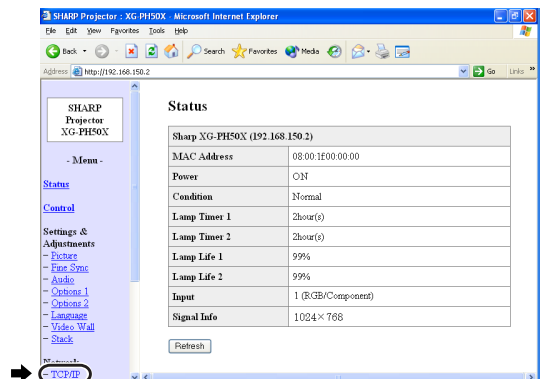 SHARP Projector : XG-PH50X - Microsoft Internet Explorer
File Edit View Favorites Tools Help
Back Search Favorites Media
Address http://192.168.150.2 Go Links »
SHARP
Projector
XG-PH50X
- Menu -
Status
Control
Settings &
Adjustments
- Picture
- Fine Sync
- Audio
- Options 1
- Options 2
- Language
- Video Wall
- Stack
Network
- TCP/IP
Status
Sharp XG-PH50X (192.168.150.2)
MAC Address 08:00:1f:00:00:00
Power ON
Condition Normal
Lamp Timer 1 2hour(s)
Lamp Timer 2 2hour(s)
Lamp Life 1 99%
Lamp Life 2 99%
Input 1 (RGB/Component)
Signal Info 1024×768
Refresh